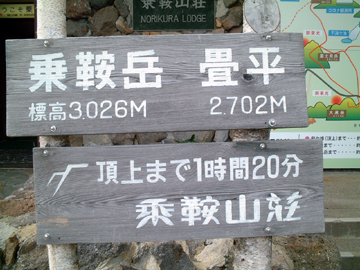 乗鞍山荘
NORIKURA LODGE
乗鞍岳 畳平
標高3.026M 2.702M
頂上まで1時間20分
乗鞍山荘